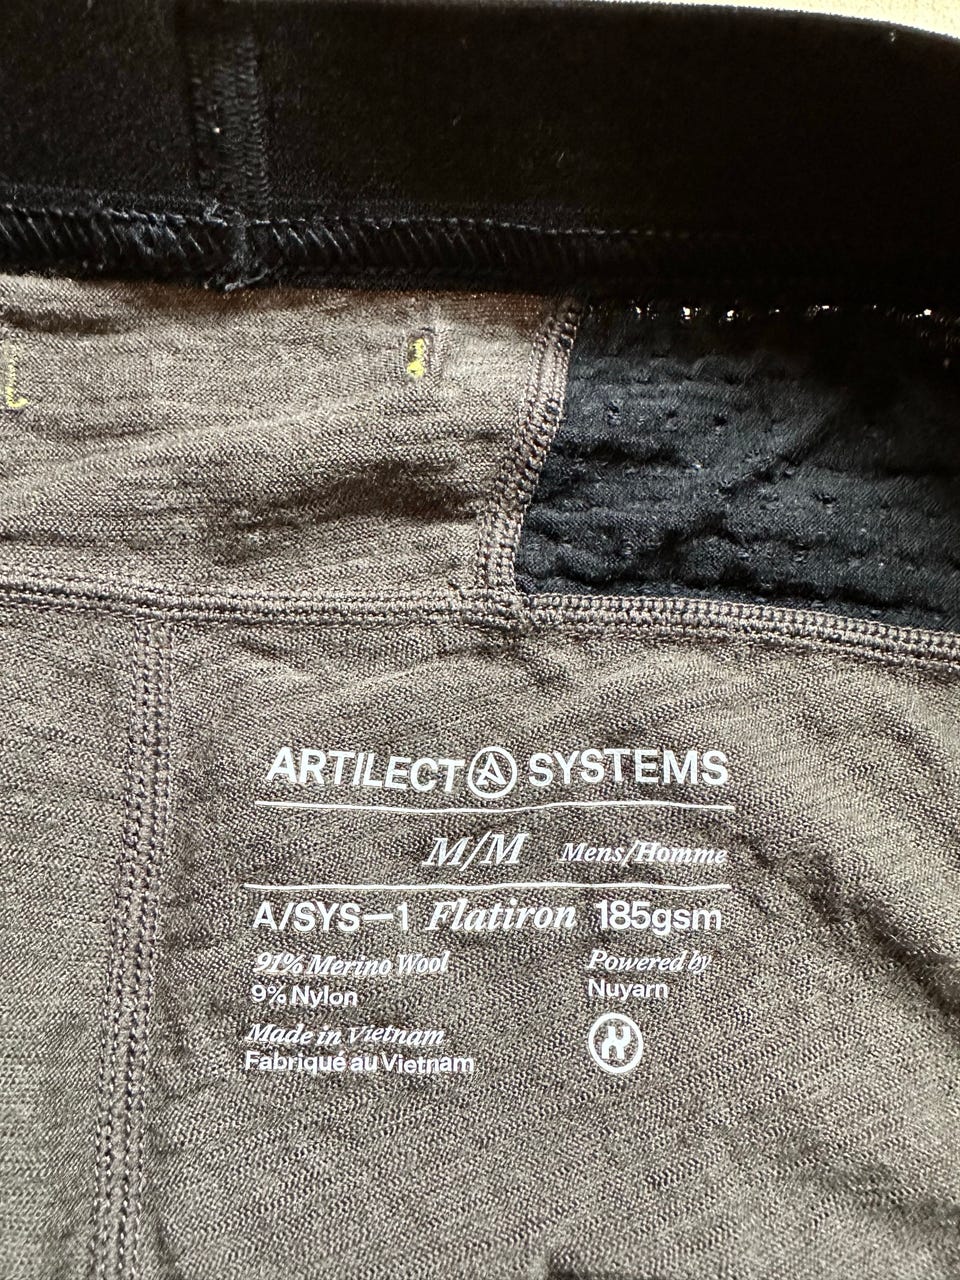 ARTILECT SYSTEMS
M/M Mens/Homme
A/SYS—1 Flatiron 185gsm
91% Merino Wool
9% Nylon
Powered by
Nuyarn
Made in Vietnam
Fabriqué au Vietnam